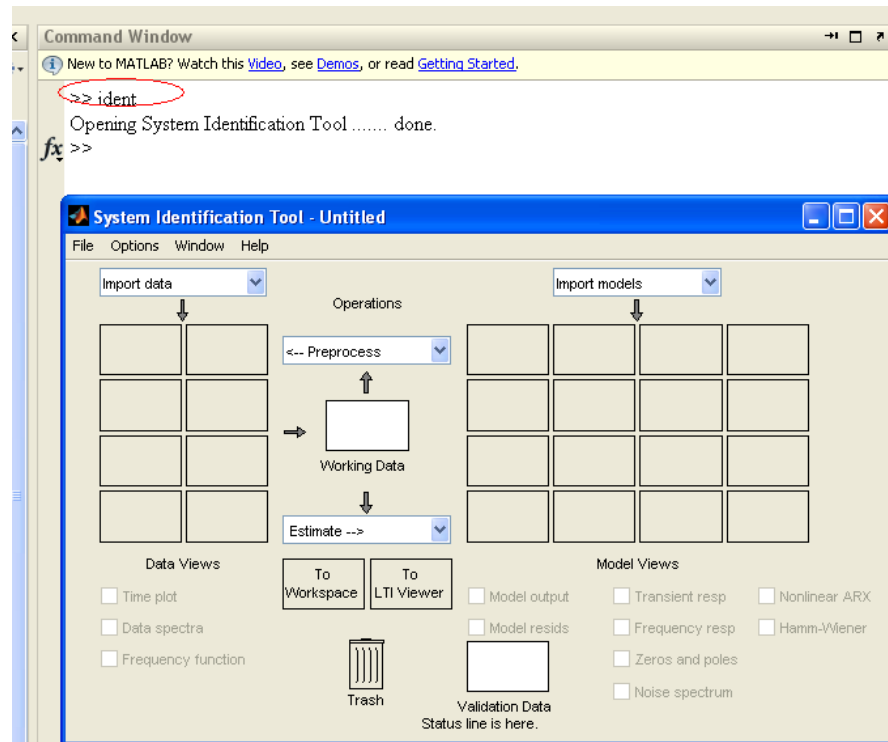 Command Window
New to MATLAB? Watch this Video, see Demos, or read Getting Started.
>> ident
Opening System Identification Tool ....... done.
fx >>
System Identification Tool - Untitled
File Options Window Help
Import data
Import models
Operations
<-- Preprocess
Working Data
Estimate -->
Data Views
Time plot
Data spectra
Frequency function
To Workspace
To LTI Viewer
Trash
Model Views
Model output
Transient resp
Nonlinear ARX
Model resids
Frequency resp
Hamm-Wiener
Zeros and poles
Noise spectrum
Validation Data
Status line is here.